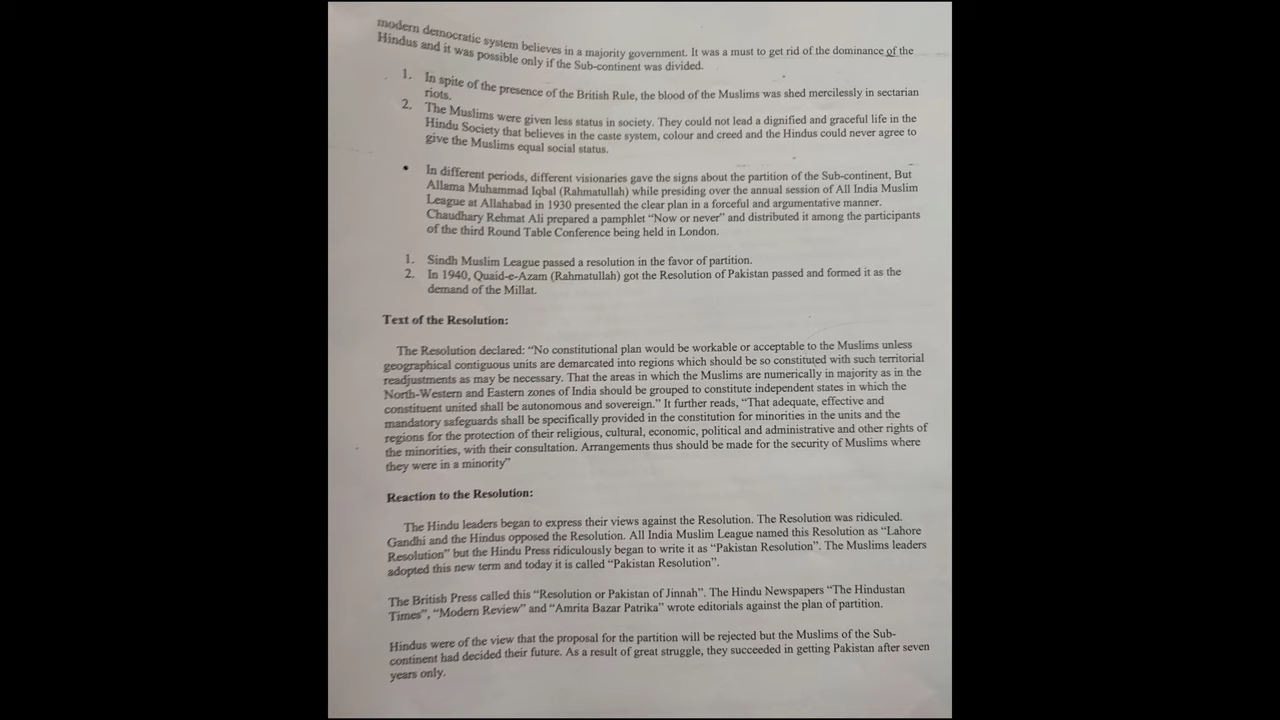 modern democratic system believes in a majority government. It was a must to get rid of the dominance of the
Hindus and it was possible only if the Sub-continent was divided.
1. In spite of the presence of the British Rule, the blood of the Muslims was shed mercilessly in sectarian
riots.
2. The Muslims were given less status in society. They could not lead a dignified and graceful life in the
Hindu Society that believes in the caste system, colour and creed and the Hindus could never agree to
give the Muslims equal social status.
• In different periods, different visionaries gave the signs about the partition of the Sub-continent, But
Allama Muhammad Iqbal (Rahmatullah) while presiding over the annual session of All India Muslim
League at Allahabad in 1930 presented the clear plan in a forceful and argumentative manner.
Chaudhary Rehmat Ali prepared a pamphlet “Now or never” and distributed it among the participants
of the third Round Table Conference being held in London.
1. Sindh Muslim League passed a resolution in the favor of partition.
2. In 1940, Quaid-e-Azam (Rahmatullah) got the Resolution of Pakistan passed and formed it as the
demand of the Millat.
Text of the Resolution:
The Resolution declared: “No constitutional plan would be workable or acceptable to the Muslims unless
geographical contiguous units are demarcated into regions which should be so constituted with such territorial
readjustments as may be necessary. That the areas in which the Muslims are numerically in majority as in the
North-Western and Eastern zones of India should be grouped to constitute independent states in which the
constituent united shall be autonomous and sovereign.” It further reads, “That adequate, effective and
mandatory safeguards shall be specifically provided in the constitution for minorities in the units and the
regions for the protection of their religious, cultural, economic, political and administrative and other rights of
the minorities, with their consultation. Arrangements thus should be made for the security of Muslims where
they were in a minority”
Reaction to the Resolution:
The Hindu leaders began to express their views against the Resolution. The Resolution was ridiculed.
Gandhi and the Hindus opposed the Resolution. All India Muslim League named this Resolution as “Lahore
Resolution” but the Hindu Press ridiculously began to write it as “Pakistan Resolution”. The Muslims leaders
adopted this new term and today it is called “Pakistan Resolution”.
The British Press called this “Resolution or Pakistan of Jinnah”. The Hindu Newspapers “The Hindustan
Times”, “Modern Review” and “Amrita Bazar Patrika” wrote editorials against the plan of partition.
Hindus were of the view that the proposal for the partition will be rejected but the Muslims of the Sub-
continent had decided their future. As a result of great struggle, they succeeded in getting Pakistan after seven
years only.